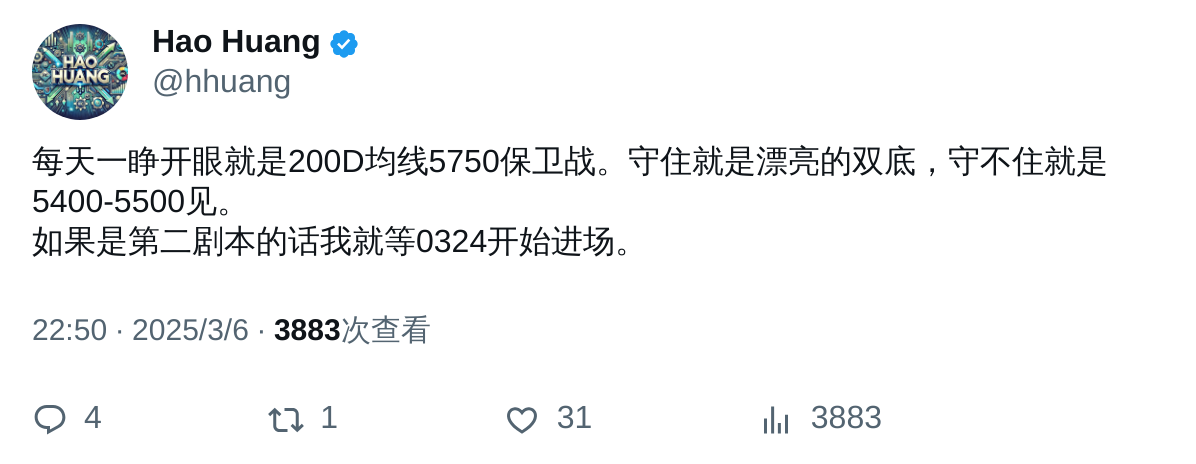 HAO
HUANG
Hao Huang
@hhuang
每天一睁开眼就是200D均线5750保卫战。守住就是漂亮的双底，守不住就是
5400-5500见。
如果是第二剧本的话我就等0324开始进场。
22:50 · 2025/3/6 · 3883次查看
4 1 31 3883